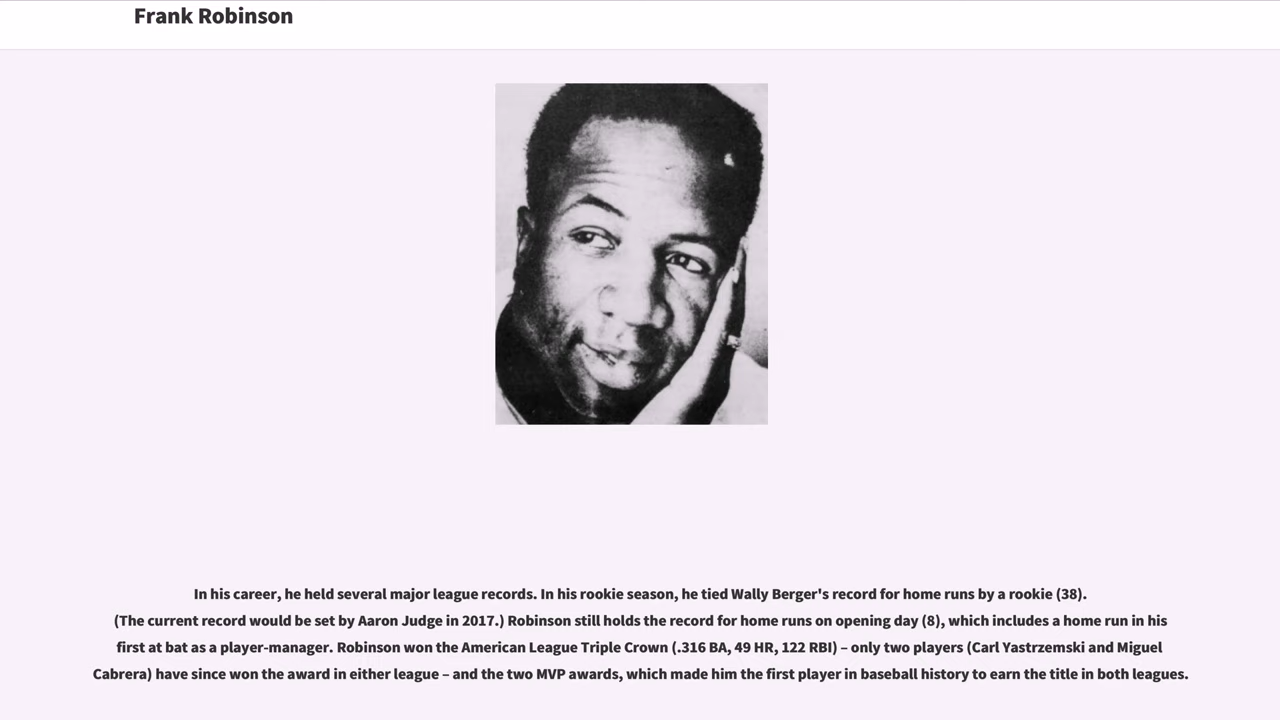 Frank Robinson
In his career, he held several major league records. In his rookie season, he tied Wally Berger's record for home runs by a rookie (38).
(The current record would be set by Aaron Judge in 2017.) Robinson still holds the record for home runs on opening day (8), which includes a home run in his
first at bat as a player-manager. Robinson won the American League Triple Crown (.316 BA, 49 HR, 122 RBI) – only two players (Carl Yastrzemski and Miguel
Cabrera) have since won the award in either league – and the two MVP awards, which made him the first player in baseball history to earn the title in both leagues.